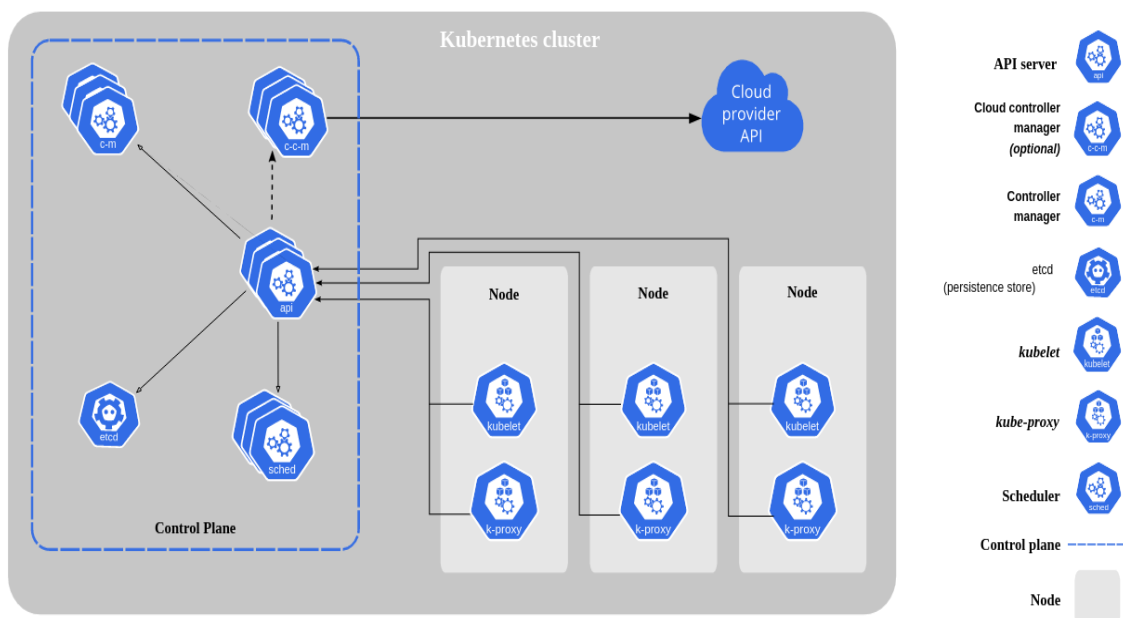 Kubernetes cluster
c-m
c-c-m
Cloud
provider
API
api
etcd
sched
Control Plane
Node
kubelet
k-proxy
Node
kubelet
k-proxy
Node
kubelet
k-proxy
API server
api
Cloud controller
manager
(optional)
c-c-m
Controller
manager
c-m
etcd
(persistence store)
etcd
kubelet
kubelet
kube-proxy
k-proxy
Scheduler
sched
Control plane
Node